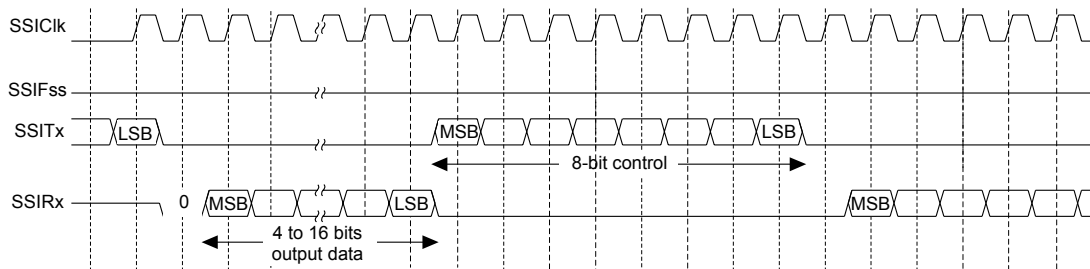 SSIClk
SSIFss
SSITx
LSB
MSB
LSB
8-bit control
SSIRx
0
MSB
LSB
MSB
4 to 16 bits
output data